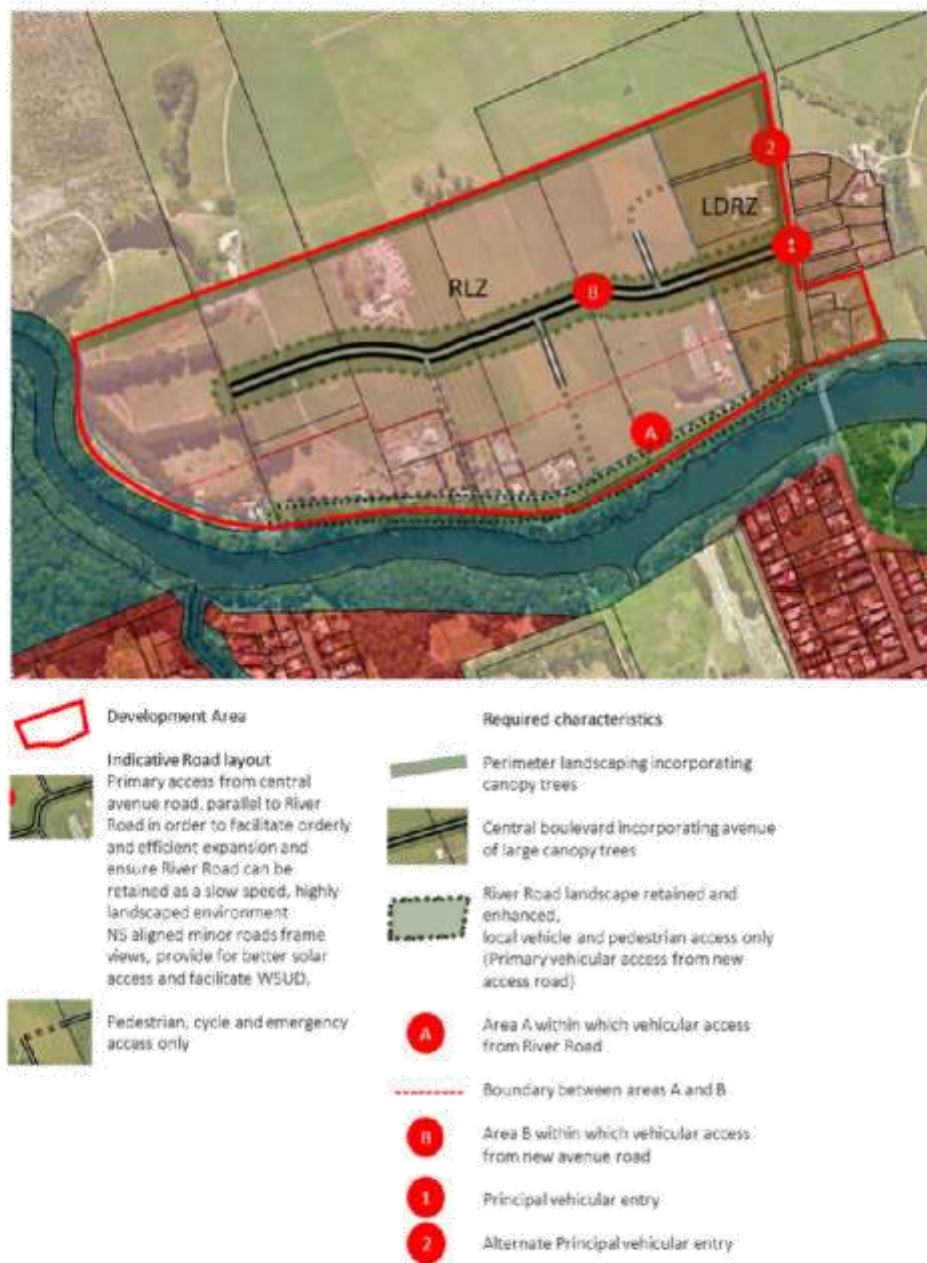 2
LDRZ
1
RLZ
B
A
Development Area
Indicative Road layout
Primary access from central
avenue road, parallel to River
Road in order to facilitate orderly
and efficient expansion and
ensure River Road can be
retained as a slow speed, highly
landscaped environment
NS aligned minor roads frame
views, provide for better solar
access and facilitate WSUD.
Pedestrian, cycle and emergency
access only
Required characteristics
Perimeter landscaping incorporating
canopy trees
Central boulevard incorporating avenue
of large canopy trees
River Road landscape retained and
enhanced,
local vehicle and pedestrian access only
(Primary vehicular access from new
access road)
A
Area A within which vehicular access
from River Road
Boundary between areas A and B
B
Area B within which vehicular access
from new avenue road
1
Principal vehicular entry
2
Alternate Principal vehicular entry